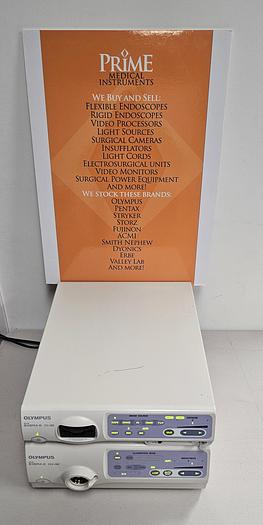 PRIME
MEDICAL
INSTRUMENTS
WE BUY AND SELL:
FLEXIBLE ENDOSCOPES
RIGID ENDOSCOPES
VIDEO PROCESSORS
LIGHT SOURCES
SURGICAL CAMERAS
INSUFFLATORS
LIGHT CORDS
ELECTROSURGICAL UNITS
VIDEO MONITORS
SURGICAL POWER EQUIPMENT
AND MORE!
WE STOCK THESE BRANDS:
OLYMPUS
PENTAX
STRYKER
STORZ
FUJINON
ACMI
SMITH NEPHEW
DYONICS
ERBE
VALLEY LAB
AND MORE!
OLYMPUS
OLYMPUS